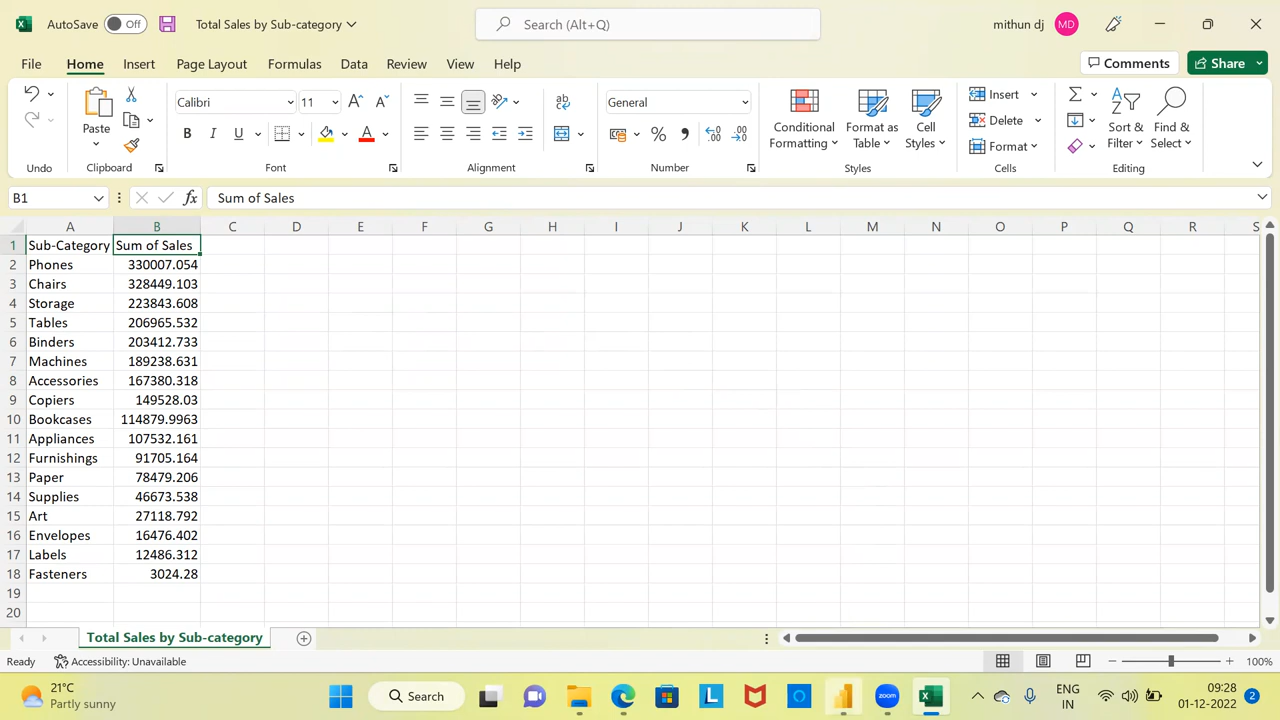 AutoSave Off Total Sales by Sub-category Search (Alt+Q) mithun dj MD
File Home Insert Page Layout Formulas Data Review View Help Comments Share
Paste
Calibri 11
B I U A
ab
General
% ,
Conditional Formatting
Format as Table
Cell Styles
Insert
Delete
Format
Sort & Filter
Find & Select
Undo Clipboard Font Alignment Number Styles Cells Editing
B1 fx Sum of Sales
A B C D E F G H I J K L M N O P Q R S
1 Sub-Category Sum of Sales
2 Phones 330007.054
3 Chairs 328449.103
4 Storage 223843.608
5 Tables 206965.532
6 Binders 203412.733
7 Machines 189238.631
8 Accessories 167380.318
9 Copiers 149528.03
10 Bookcases 114879.9963
11 Appliances 107532.161
12 Furnishings 91705.164
13 Paper 78479.206
14 Supplies 46673.538
15 Art 27118.792
16 Envelopes 16476.402
17 Labels 12486.312
18 Fasteners 3024.28
19
20
Total Sales by Sub-category
Ready Accessibility: Unavailable 100%
21°C
Partly sunny
Search
L
zoom
ENG
IN
09:28
01-12-2022
2